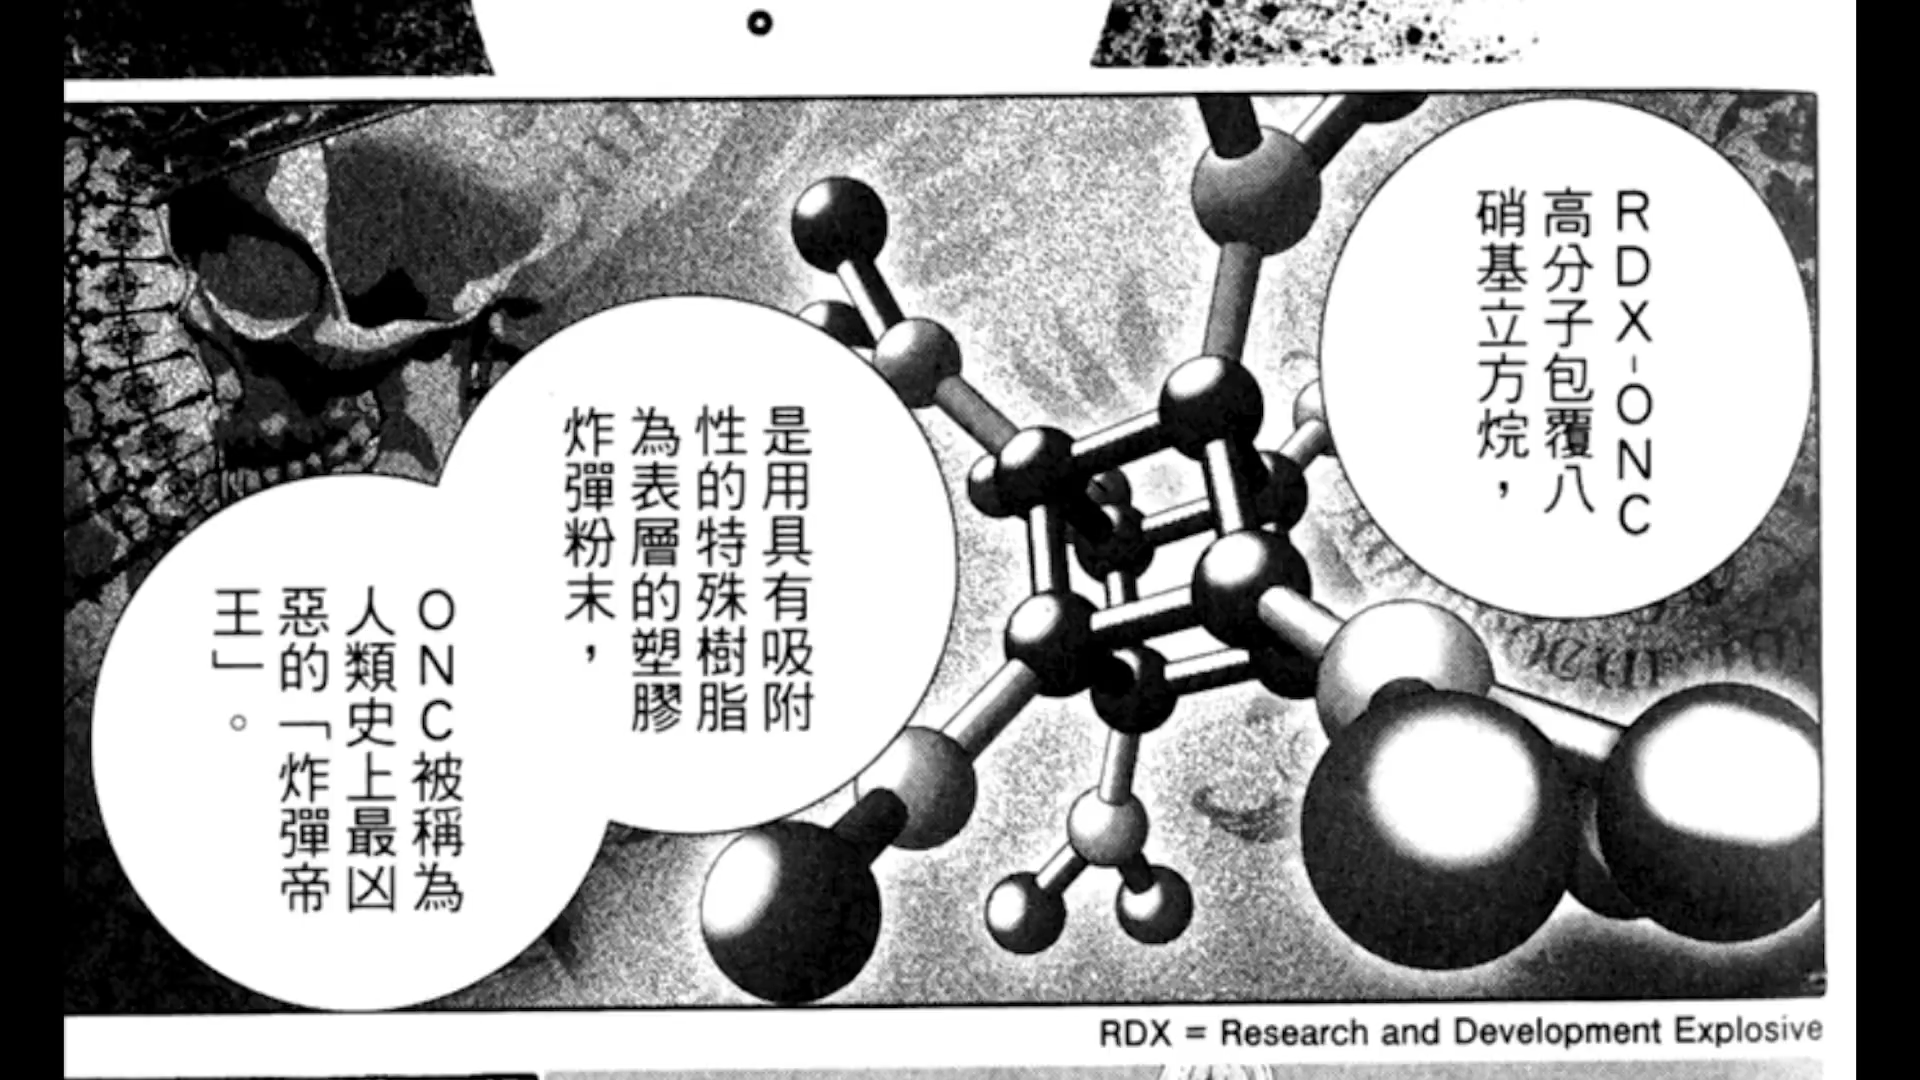 RDX-ONC
高分子包覆八
硝基立方烷，
是用具有吸附
性的特殊樹脂
為表層的塑膠
炸彈粉末，
ONC被稱為
人類史上最凶
惡的「炸彈帝
王」。
RDX = Research and Development Explosive